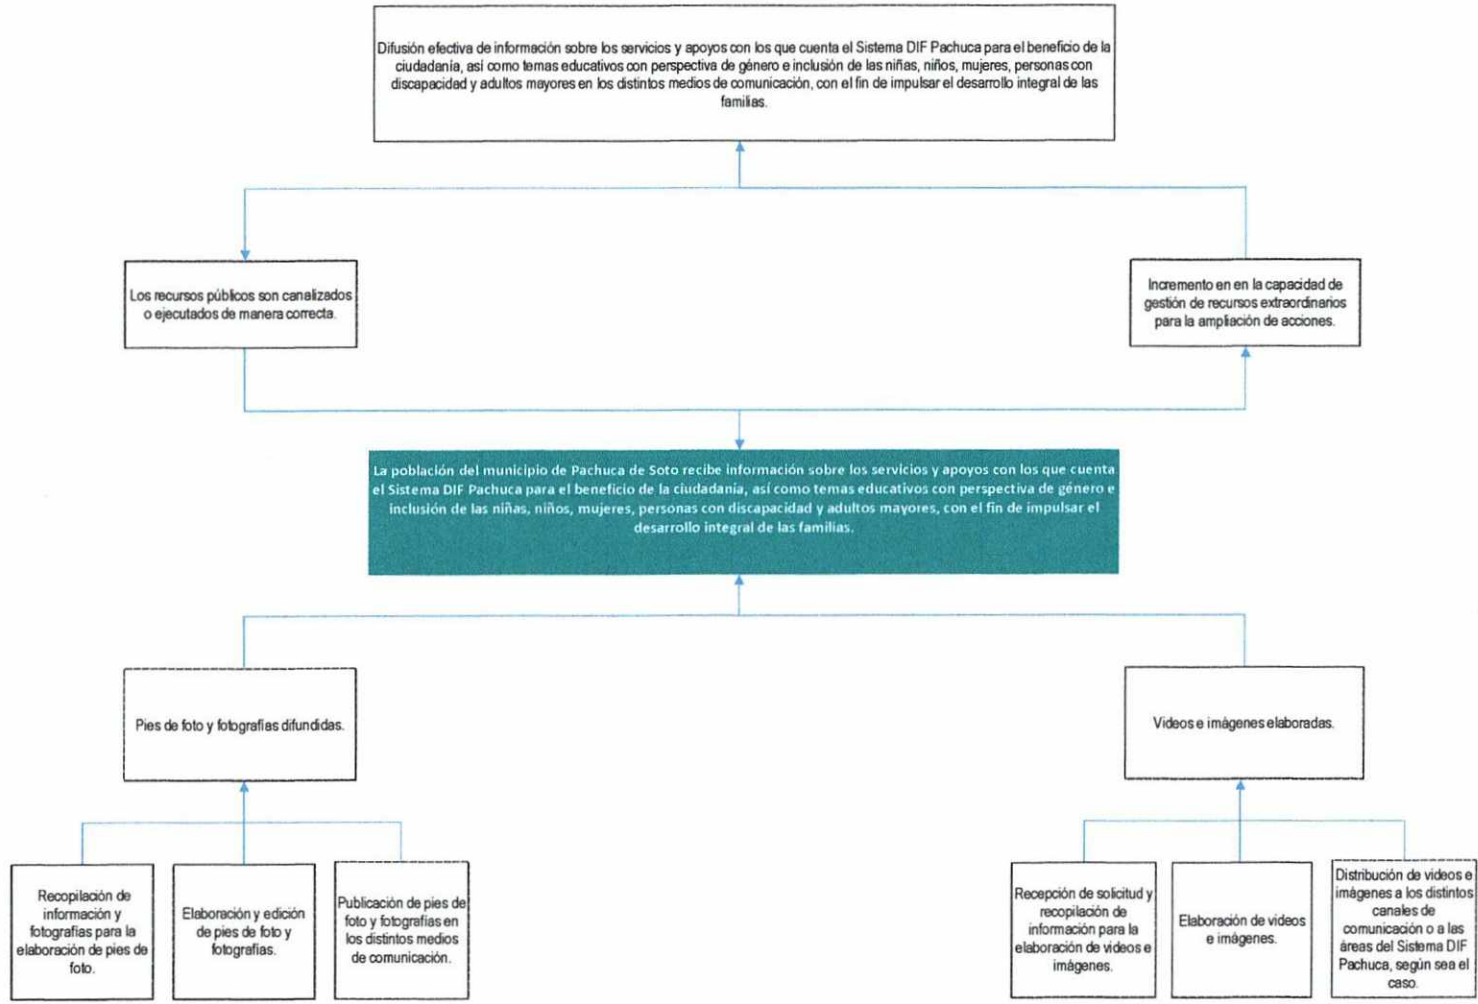 Difusión efectiva de información sobre los servicios y apoyos con los que cuenta el Sistema DIF Pachuca para el beneficio de la
ciudadanía, así como temas educativos con perspectiva de género e inclusión de las niñas, niños, mujeres, personas con
discapacidad y adultos mayores en los distintos medios de comunicación, con el fin de impulsar el desarrollo integral de las
familias.
Los recursos públicos son canalizados
o ejecutados de manera correcta.
Incremento en en la capacidad de
gestión de recursos extraordinarios
para la ampliación de acciones.
La población del municipio de Pachuca de Soto recibe información sobre los servicios y apoyos con los que cuenta
el Sistema DIF Pachuca para el beneficio de la ciudadanía, así como temas educativos con perspectiva de género e
inclusión de las niñas, niños, mujeres, personas con discapacidad y adultos mayores, con el fin de impulsar el
desarrollo integral de las familias.
Pies de foto y fotografías difundidas.
Videos e imágenes elaboradas.
Recopilación de
información y
fotografías para la
elaboración de pies de
foto.
Elaboración y edición
de pies de foto y
fotografías.
Publicación de pies de
foto y fotografías en
los distintos medios
de comunicación.
Recepción de solicitud y
recopilación de
información para la
elaboración de videos e
imágenes.
Elaboración de videos
e imágenes.
Distribución de videos e
imágenes a los distintos
canales de
comunicación o a las
áreas del Sistema DIF
Pachuca, según sea el
caso.